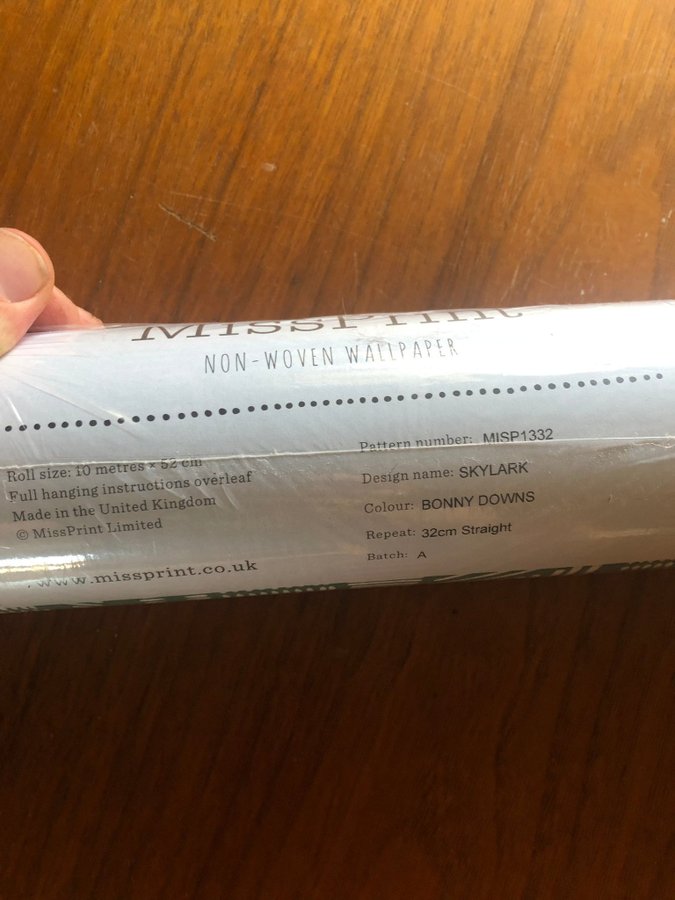 MissPrint
NON-WOVEN WALLPAPER
Roll size: 10 metres × 52 cm
Full hanging instructions overleaf
Made in the United Kingdom
© MissPrint Limited
www.missprint.co.uk
Pattern number: MISP1332
Design name: SKYLARK
Colour: BONNY DOWNS
Repeat: 32cm Straight
Batch: A